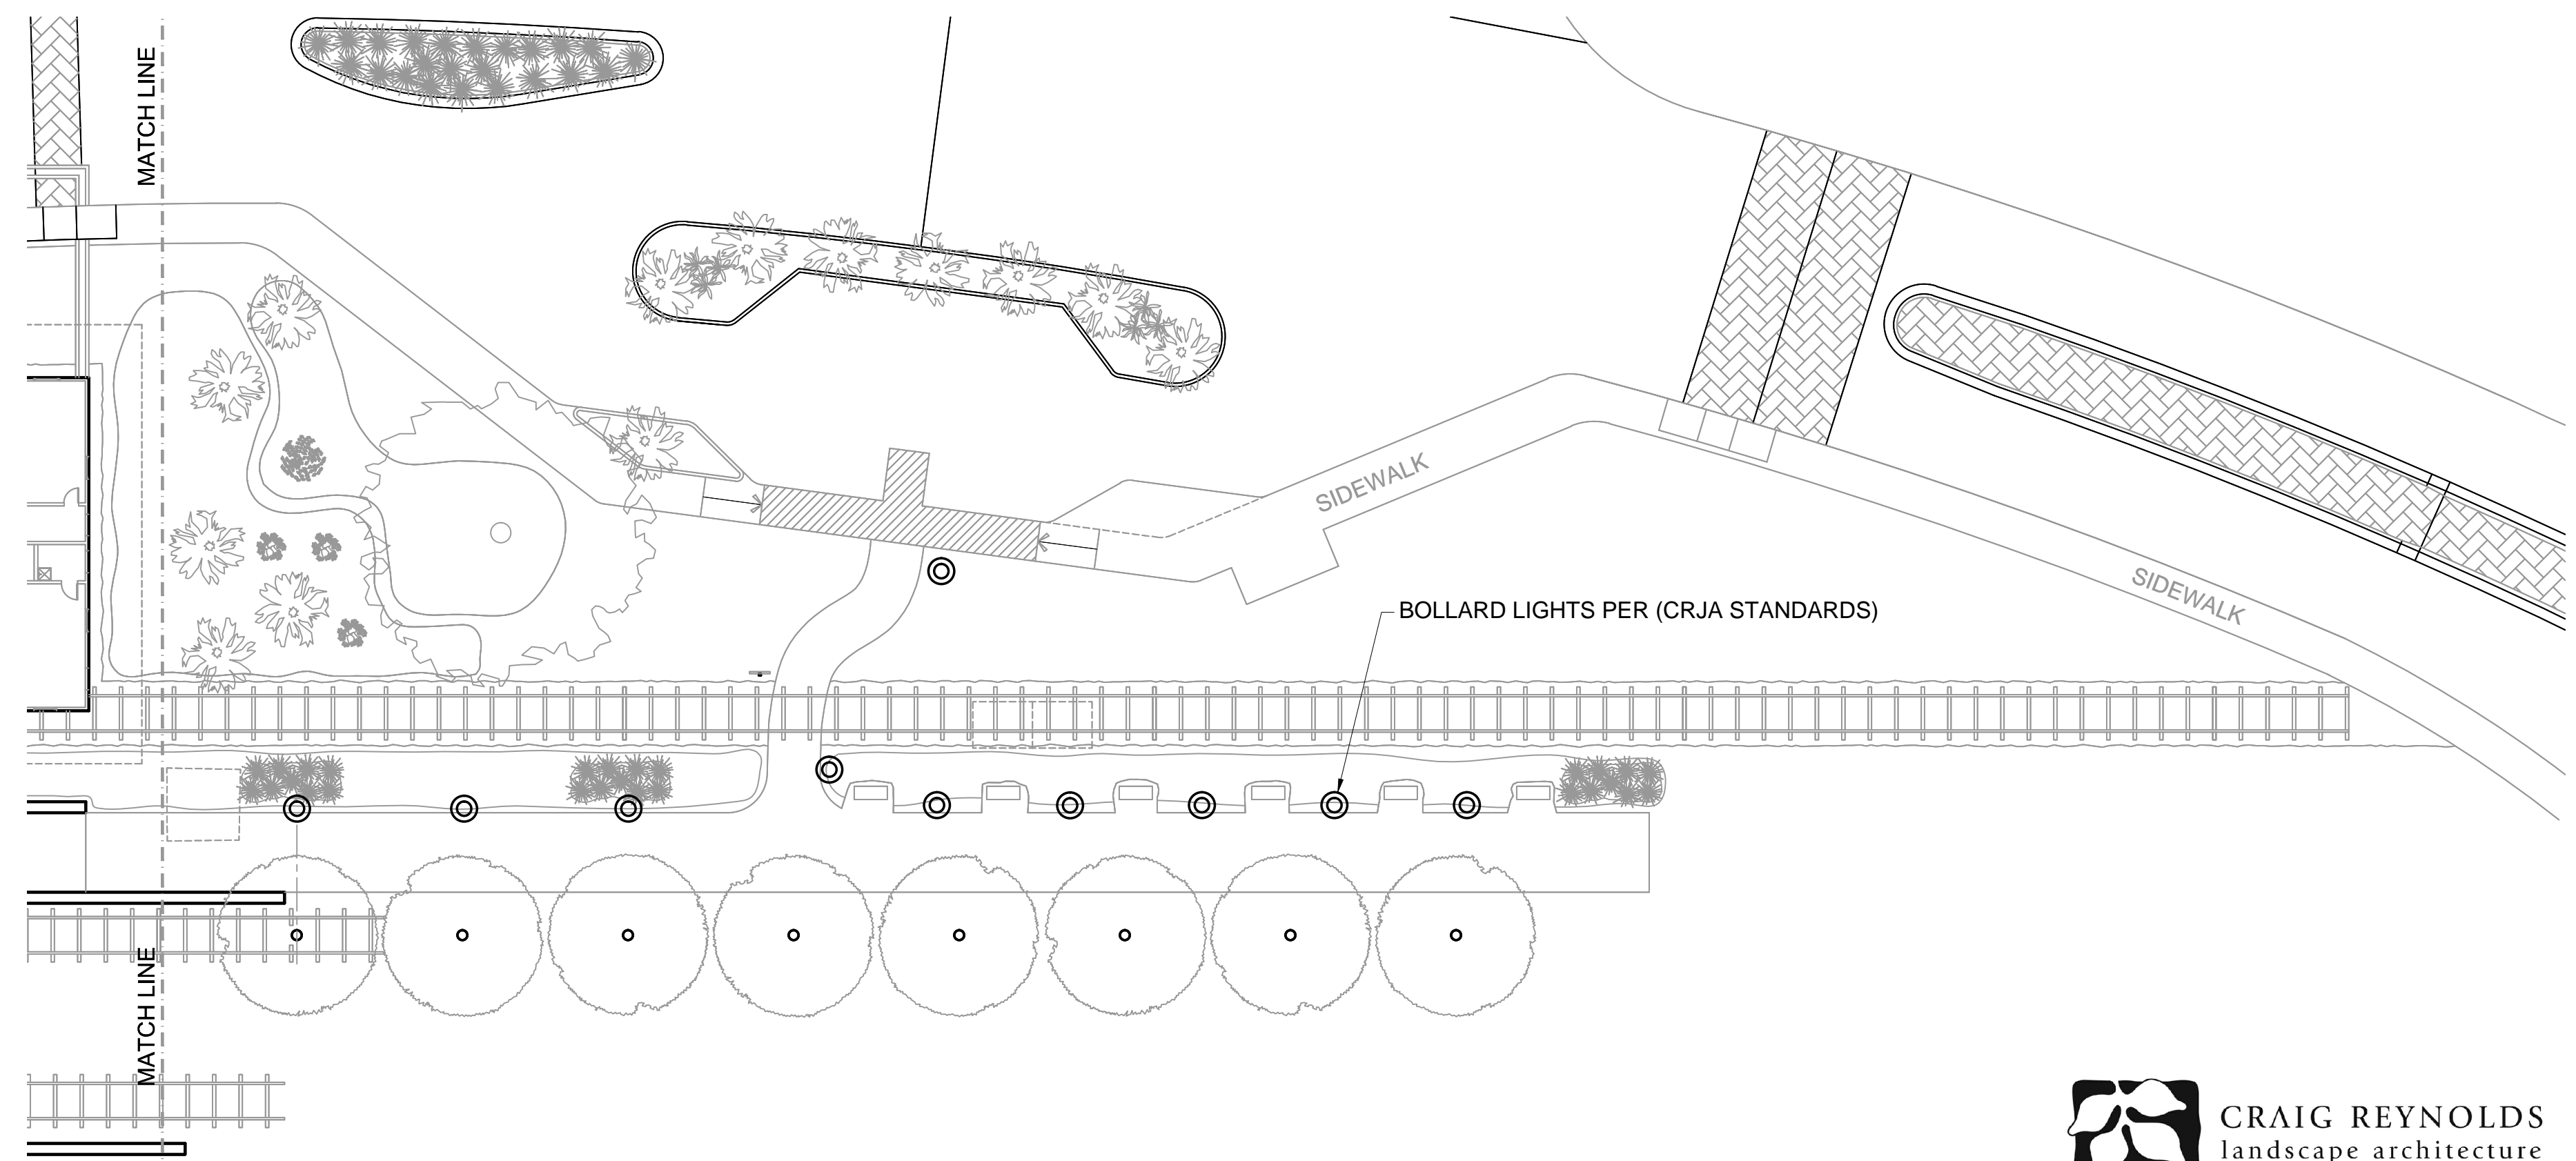 MATCH LINE
SIDEWALK
SIDEWALK
BOLLARD LIGHTS PER (CRJA STANDARDS)
MATCH LINE
CRAIG REYNOLDS
landscape architecture